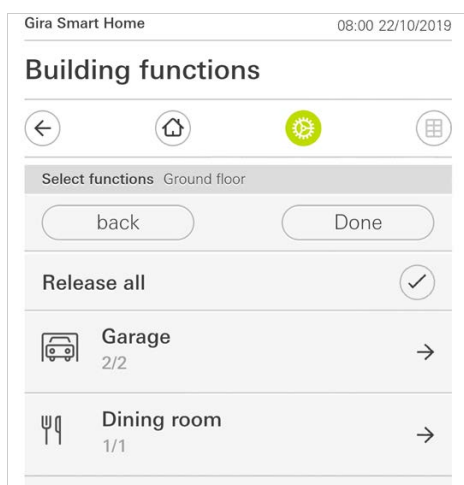 Gira Smart Home 08:00 22/10/2019
Building functions
Select functions Ground floor
back Done
Release all
Garage
2/2
Dining room
1/1